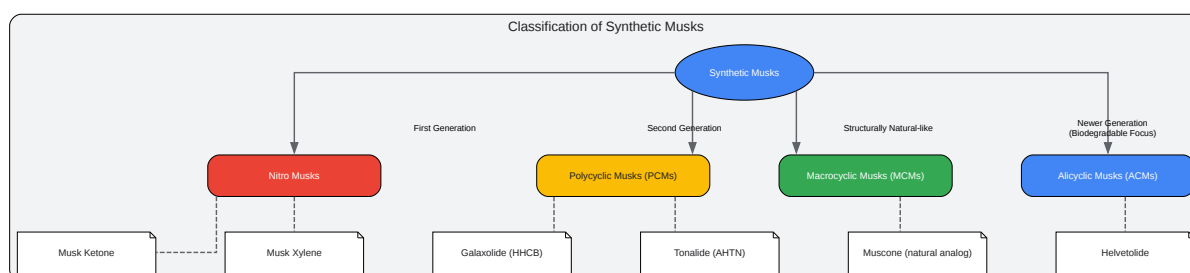 Classification of Synthetic Musks
Synthetic Musks
First Generation
Second Generation
Structurally Natural-like
Newer Generation
(Biodegradable Focus)
Nitro Musks
Polycyclic Musks (PCMs)
Macrocyclic Musks (MCMs)
Alicyclic Musks (ACMs)
Musk Ketone
Musk Xylene
Galaxolide (HHCB)
Tonalide (AHTN)
Muscone (natural analog)
Helvetolide